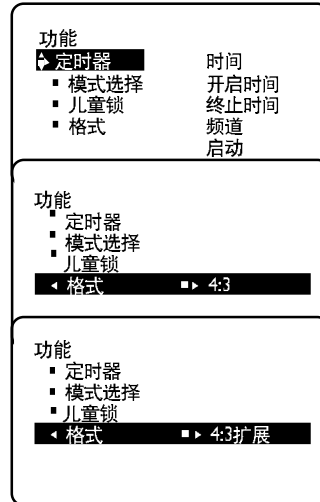 功能
定时器 时间
模式选择 开启时间
儿童锁 终止时间
格式 频道
启动
功能
定时器
模式选择
儿童锁
格式 4:3
功能
定时器
模式选择
儿童锁
格式 4:3扩展